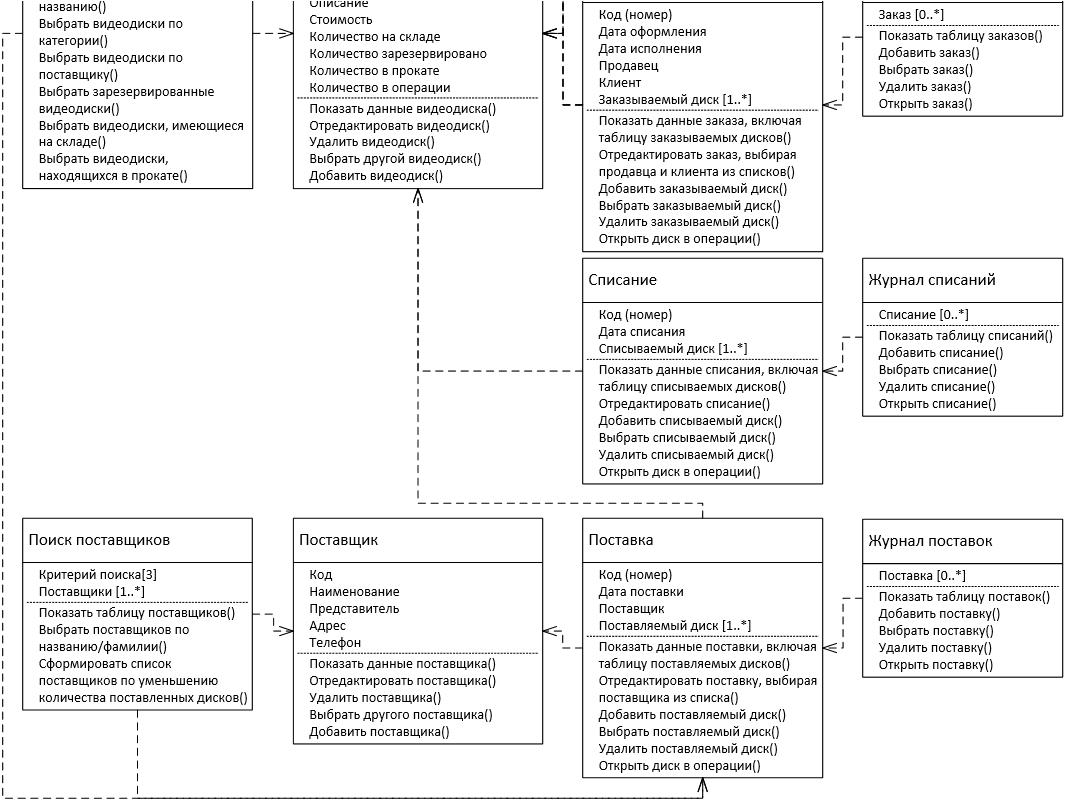 названию()
Выбрать видеодиски по
категории()
Выбрать видеодиски по
поставщику()
Выбрать зарезервированные
видеодиски()
Выбрать видеодиски, имеющиеся
на складе()
Выбрать видеодиски,
находящихся в прокате()
Описание
Стоимость
Количество на складе
Количество зарезервировано
Количество в прокате
Количество в операции
Показать данные видеодиска()
Отредактировать видеодиск()
Удалить видеодиск()
Выбрать другой видеодиск()
Добавить видеодиск()
Код (номер)
Дата оформления
Дата исполнения
Продавец
Клиент
Заказываемый диск [1..*]
Показать данные заказа, включая
таблицу заказываемых дисков()
Отредактировать заказ, выбирая
продавца и клиента из списков()
Добавить заказываемый диск()
Выбрать заказываемый диск()
Удалить заказываемый диск()
Открыть диск в операции()
Заказ [0..*]
Показать таблицу заказов()
Добавить заказ()
Выбрать заказ()
Удалить заказ()
Открыть заказ()
Списание
Код (номер)
Дата списания
Списываемый диск [1..*]
Показать данные списания, включая
таблицу списываемых дисков()
Отредактировать списание()
Добавить списываемый диск()
Выбрать списываемый диск()
Удалить списываемый диск()
Открыть диск в операции()
Журнал списаний
Списание [0..*]
Показать таблицу списаний()
Добавить списание()
Выбрать списание()
Удалить списание()
Открыть списание()
Поиск поставщиков
Критерий поиска[3]
Поставщики [1..*]
Показать таблицу поставщиков()
Выбрать поставщиков по
названию/фамилии()
Сформировать список
поставщиков по уменьшению
количества поставленных дисков()
Поставщик
Код
Наименование
Представитель
Адрес
Телефон
Показать данные поставщика()
Отредактировать поставщика()
Удалить поставщика()
Выбрать другого поставщика()
Добавить поставщика()
Поставка
Код (номер)
Дата поставки
Поставщик
Поставляемый диск [1..*]
Показать данные поставки, включая
таблицу поставляемых дисков()
Отредактировать поставку, выбирая
поставщика из списка()
Добавить поставляемый диск()
Выбрать поставляемый диск()
Удалить поставляемый диск()
Открыть диск в операции()
Журнал поставок
Поставка [0..*]
Показать таблицу поставок()
Добавить поставку()
Выбрать поставку()
Удалить поставку()
Открыть поставку()